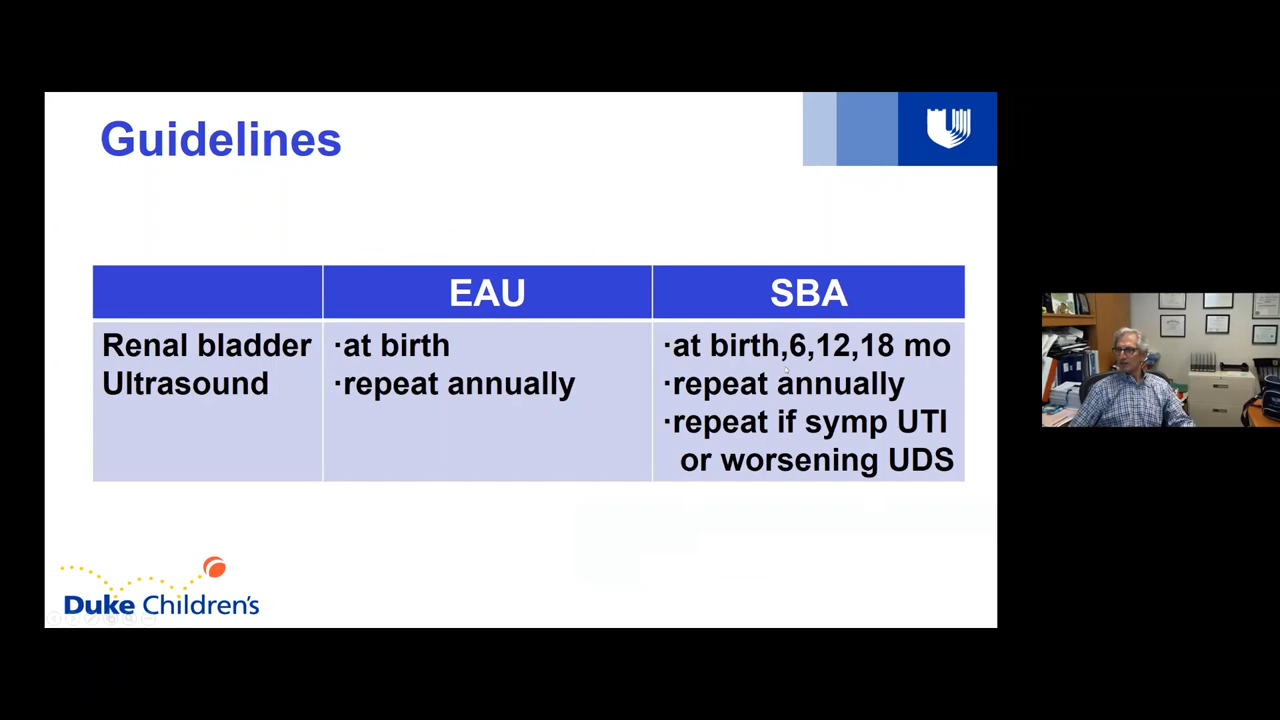 Guidelines
EAU
SBA
Renal bladder
Ultrasound
·at birth
·repeat annually
·at birth,6,12,18 mo
·repeat annually
·repeat if symp UTI
or worsening UDS
Duke Children's